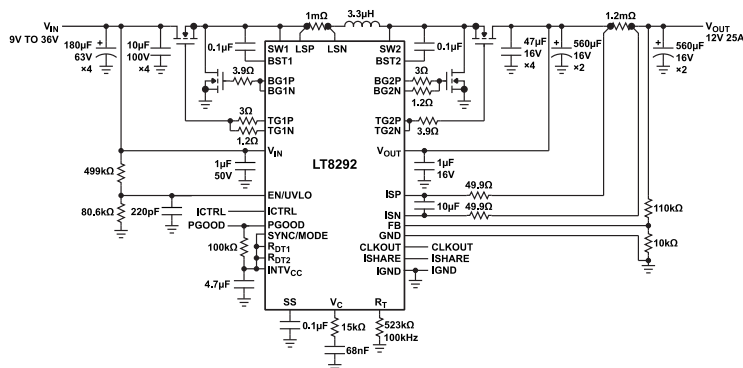 VIN
9V TO 36V
180µF
63V
×4
10µF
100V
×4
0.1µF
SW1
BST1
1mΩ
LSP
LSN
3.3µH
SW2
BST2
0.1µF
47µF
16V
×4
560µF
16V
×2
1.2mΩ
560µF
16V
×2
VOUT
12V 25A
3.9Ω
BG1P
BG1N
BG2P
BG2N
3Ω
1.2Ω
3Ω
1.2Ω
TG1P
TG1N
TG2P
TG2N
3.9Ω
VIN
LT8292
VOUT
1µF
50V
1µF
16V
499kΩ
80.6kΩ
220pF
EN/UVLO
ICTRL
ICTRL
PGOOD
PGOOD
SYNC/MODE
RDT1
RDT2
INTVCC
100kΩ
4.7µF
ISP
49.9Ω
10µF
49.9Ω
ISN
FB
GND
110kΩ
10kΩ
CLKOUT
CLKOUT
ISHARE
ISHARE
IGND
IGND
SS
VC
RT
0.1µF
15kΩ
68nF
523kΩ
100kHz